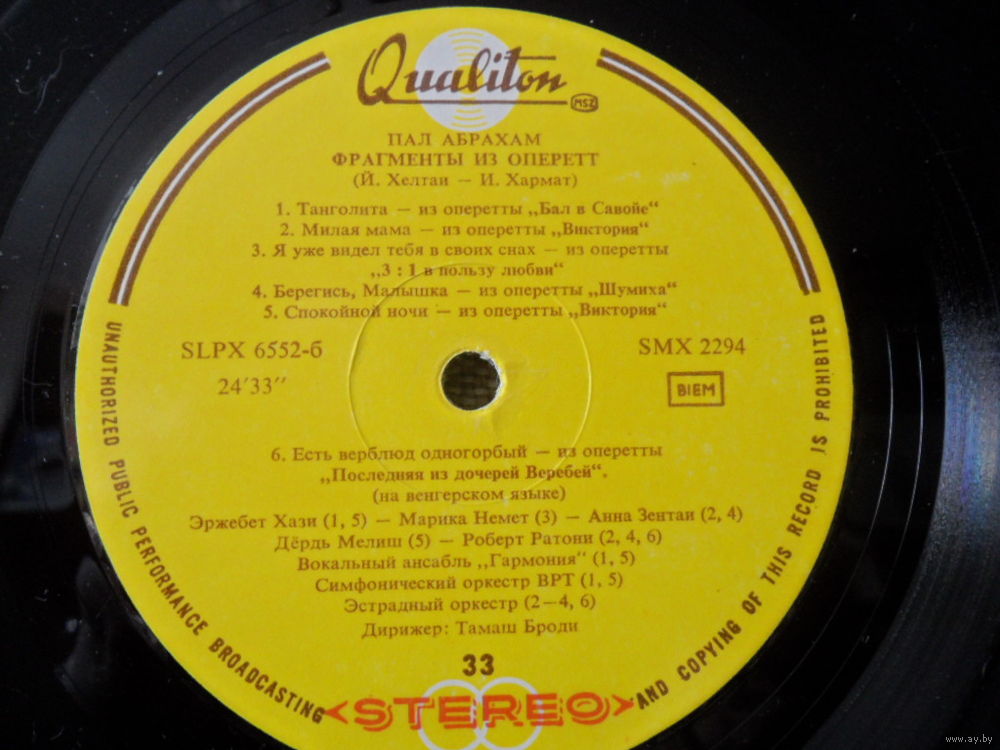 Qualiton
MSZ
ПАЛ АБРАХАМ
ФРАГМЕНТЫ ИЗ ОПЕРЕТТ
(Й. Хелтаи — И. Хармат)
1. Танголита — из оперетты „Бал в Савойе“
2. Милая мама — из оперетты „Виктория“
3. Я уже видел тебя в своих снах — из оперетты
„3 : 1 в пользу любви“
4. Берегись, Малышка — из оперетты „Шумиха“
5. Спокойной ночи — из оперетты „Виктория“
SLPX 6552-б
SMX 2294
24′33″
BIEM
6. Есть верблюд одногорбый — из оперетты
„Последняя из дочерей Веребей“.
(на венгерском языке)
Эржебет Хази (1, 5) — Марика Немет (3) — Анна Зентаи (2, 4)
Дёрдь Мелиш (5) — Роберт Ратони (2, 4, 6)
Вокальный ансабль „Гармония“ (1, 5)
Симфонический оркестр ВРТ (1, 5)
Эстрадный оркестр (2—4, 6)
Дирижер: Тамаш Броди
33
<STEREO>
UNAUTHORIZED PUBLIC PERFORMANCE BROADCASTING
AND COPYING OF THIS RECORD IS PROHIBITED
www.ay.by